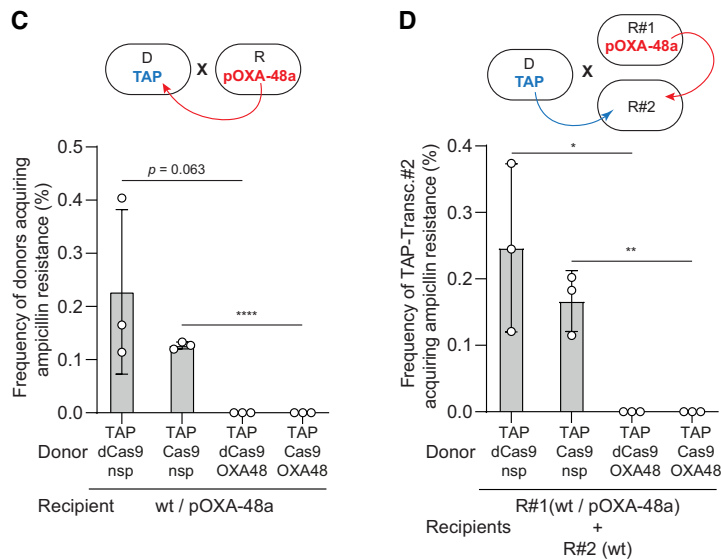 C
D
TAP
X
R
pOXA-48a
Frequency of donors acquiring
ampicillin resistance (%)
0.5
0.4
0.3
0.2
0.1
0.0
p = 0.063
****
Donor
TAP
dCas9
nsp
TAP
Cas9
nsp
TAP
dCas9
OXA48
TAP
Cas9
OXA48
Recipient wt / pOXA-48a
D
R#1
pOXA-48a
D
TAP
X
R#2
Frequency of TAP-Transc.#2
acquiring ampicillin resistance (%)
0.4
0.3
0.2
0.1
0.0
*
**
Donor
TAP
dCas9
nsp
TAP
Cas9
nsp
TAP
dCas9
OXA48
TAP
Cas9
OXA48
Recipients
R#1(wt / pOXA-48a)
+
R#2 (wt)